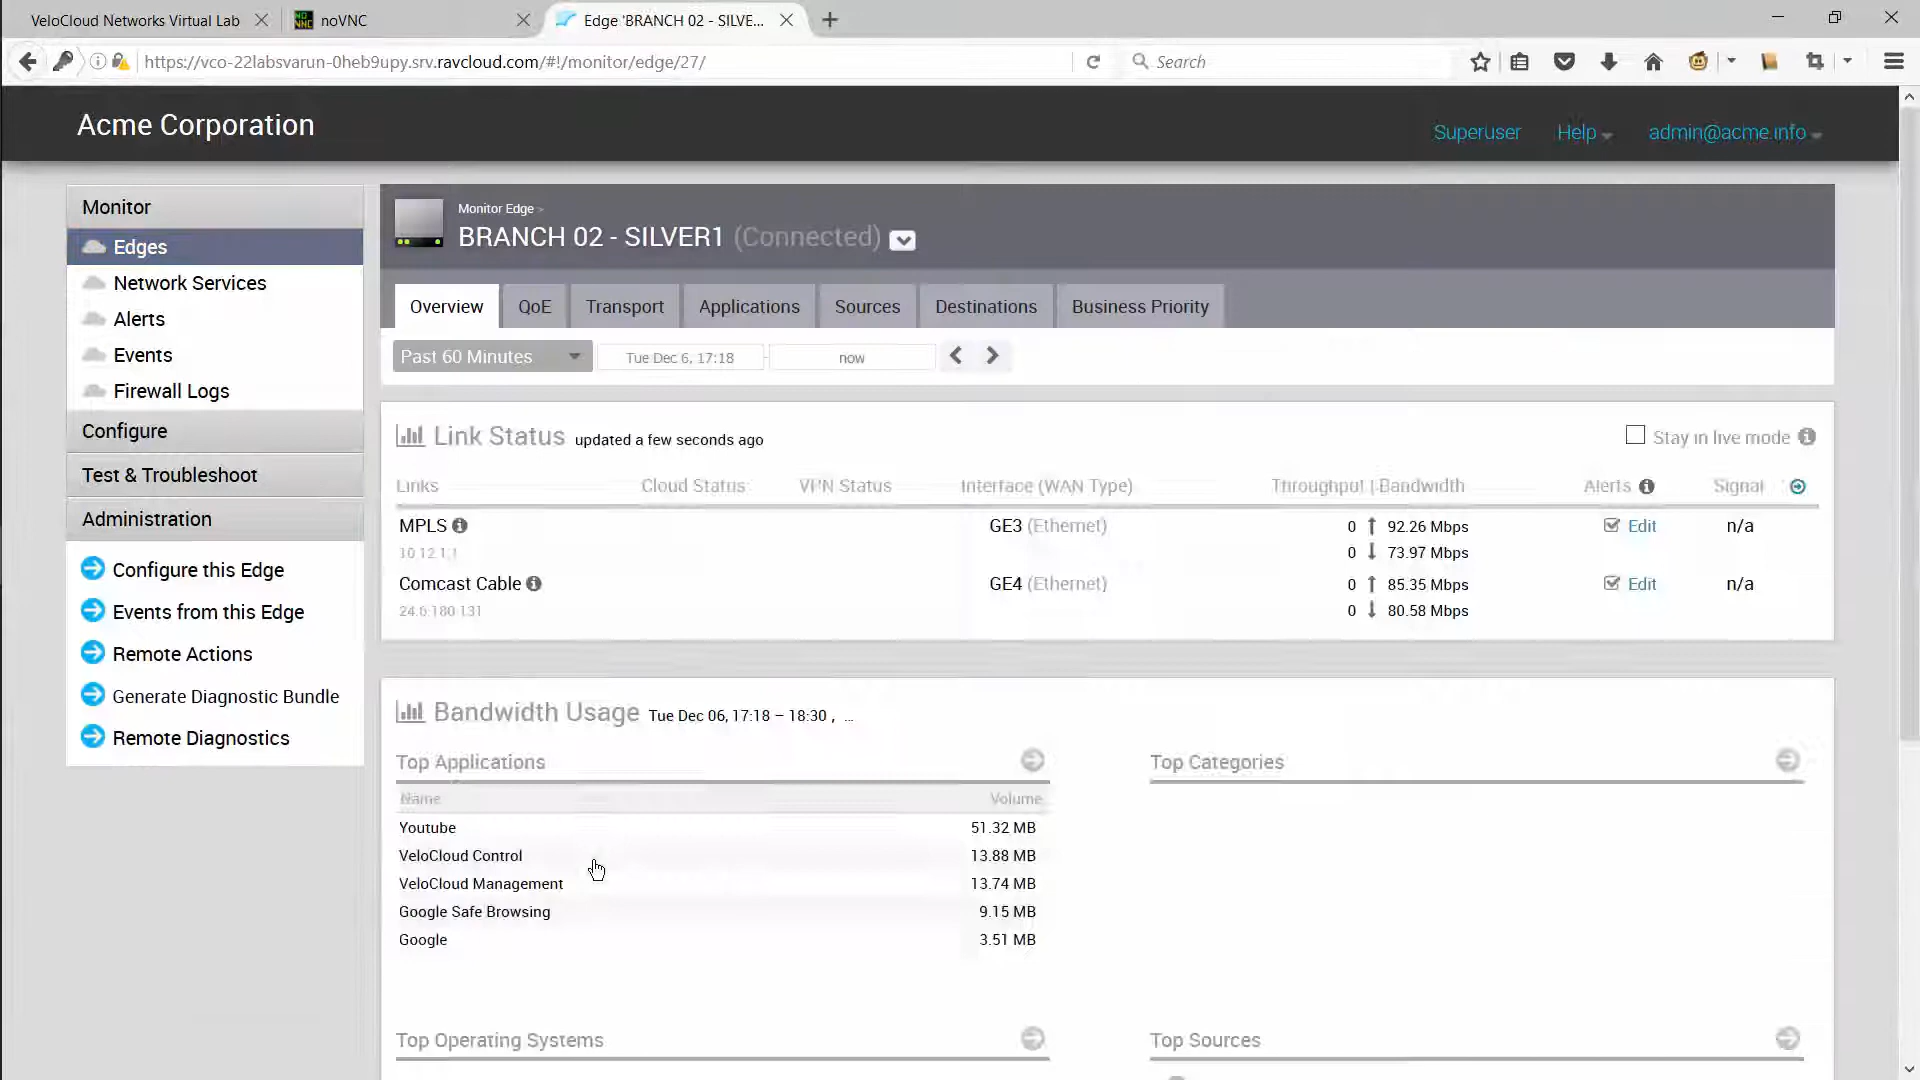 VeloCloud Networks Virtual Lab
noVNC
Edge 'BRANCH 02 - SILVE...
https://vco-22labsvarun-0heb9upy.srv.ravcloud.com/#!/monitor/edge/27/
Search
Acme Corporation
Superuser
Help
admin@acme.info
Monitor
Edges
Network Services
Alerts
Events
Firewall Logs
Configure
Test & Troubleshoot
Administration
Configure this Edge
Events from this Edge
Remote Actions
Generate Diagnostic Bundle
Remote Diagnostics
Monitor Edge >
BRANCH 02 - SILVER1 (Connected)
Overview QoE Transport Applications Sources Destinations Business Priority
Past 60 Minutes Tue Dec 6, 17:18 - now
Link Status updated a few seconds ago
Stay in live mode
Links Cloud Status VPN Status Interface (WAN Type) Throughput | Bandwidth Alerts Signal
MPLS GE3 (Ethernet) 0 92.26 Mbps Edit n/a
10.12.1.1 0 73.97 Mbps
Comcast Cable GE4 (Ethernet) 0 85.35 Mbps Edit n/a
24.6.180.131 0 80.58 Mbps
Bandwidth Usage Tue Dec 06, 17:18 – 18:30 , ...
Top Applications
Name Volume
Youtube 51.32 MB
VeloCloud Control 13.88 MB
VeloCloud Management 13.74 MB
Google Safe Browsing 9.15 MB
Google 3.51 MB
Top Categories
Top Operating Systems
Top Sources